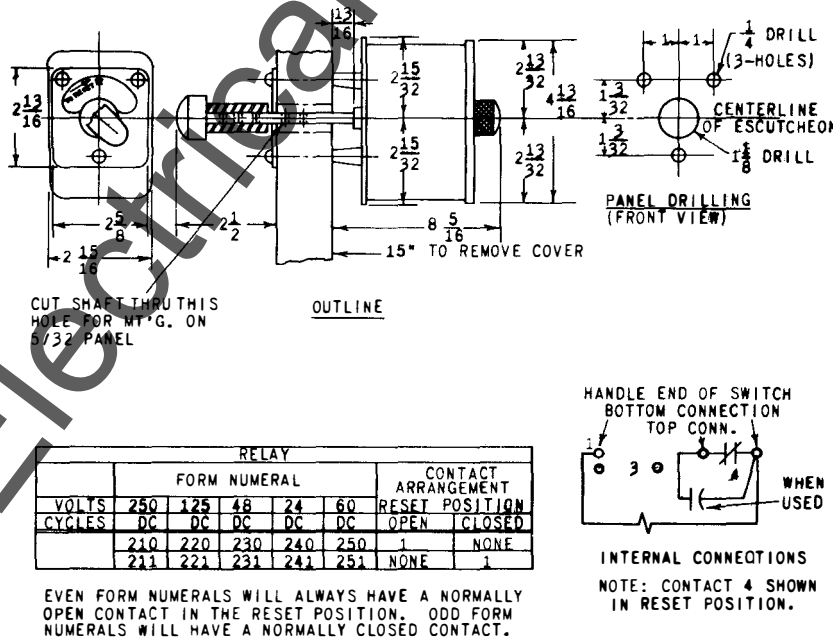 13/16
1/4 DRILL
(3-HOLES)
1 1
2 13/16
2 15/32
2 15/32
2 13/32
4 13/16
2 13/32
1 3/32
1 3/32
CENTERLINE
OF ESCUTCHEON
1 1/8 DRILL
PANEL DRILLING
(FRONT VIEW)
2 5/8
2 15/16
2 1/2
8 5/16
15" TO REMOVE COVER
CUT SHAFT THRU THIS
HOLE FOR MT'G. ON
5/32 PANEL
OUTLINE
Electrical
HANDLE END OF SWITCH
BOTTOM CONNECTION
TOP CONN.
1
3
4
WHEN
USED
INTERNAL CONNECTIONS
NOTE: CONTACT 4 SHOWN
IN RESET POSITION.
RELAY
FORM NUMERAL CONTACT ARRANGEMENT
VOLTS 250 125 48 24 60 RESET POSITION
CYCLES DC DC DC DC DC OPEN CLOSED
210 220 230 240 250 1 NONE
211 221 231 241 251 NONE 1
EVEN FORM NUMERALS WILL ALWAYS HAVE A NORMALLY
OPEN CONTACT IN THE RESET POSITION. ODD FORM
NUMERALS WILL HAVE A NORMALLY CLOSED CONTACT.